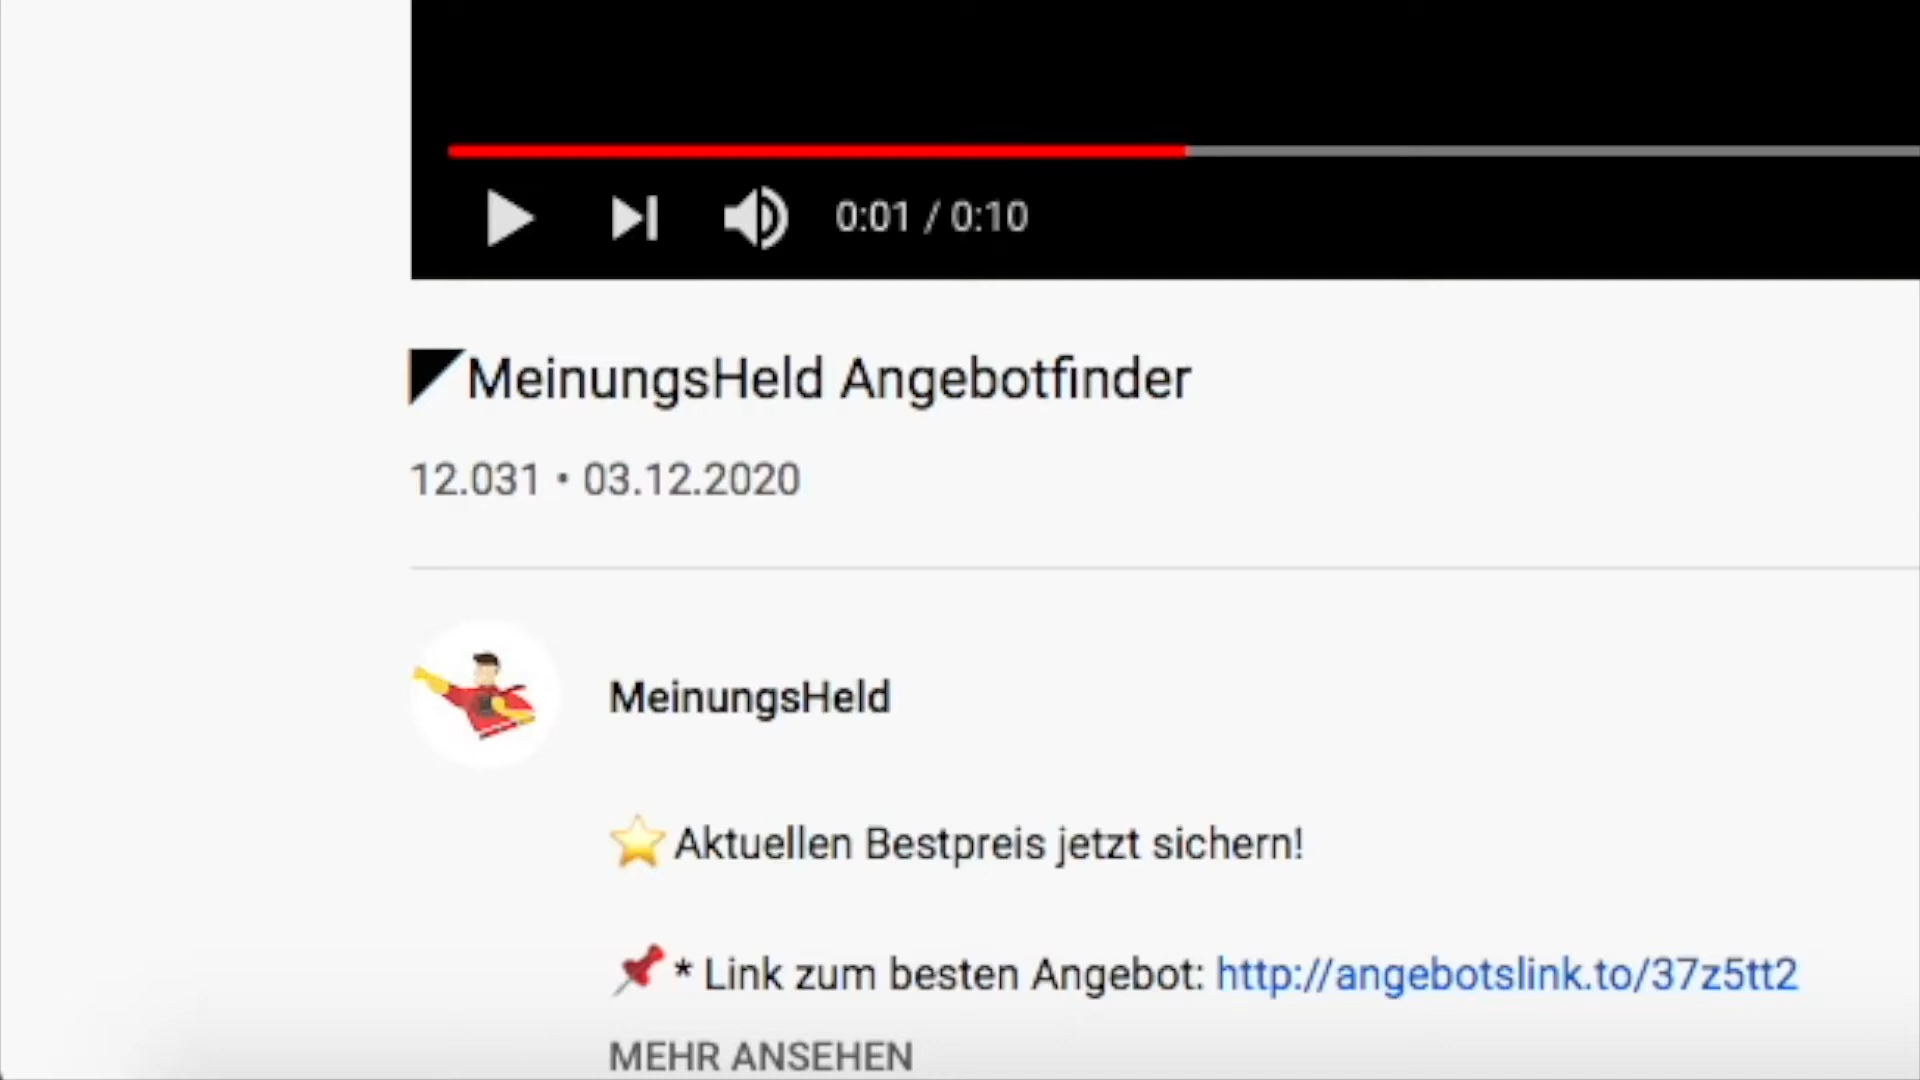 0:01 / 0:10
MeinungsHeld Angebotfinder
12.031 • 03.12.2020
MeinungsHeld
⭐ Aktuellen Bestpreis jetzt sichern!
📌 * Link zum besten Angebot: http://angebotslink.to/37z5tt2
MEHR ANSEHEN